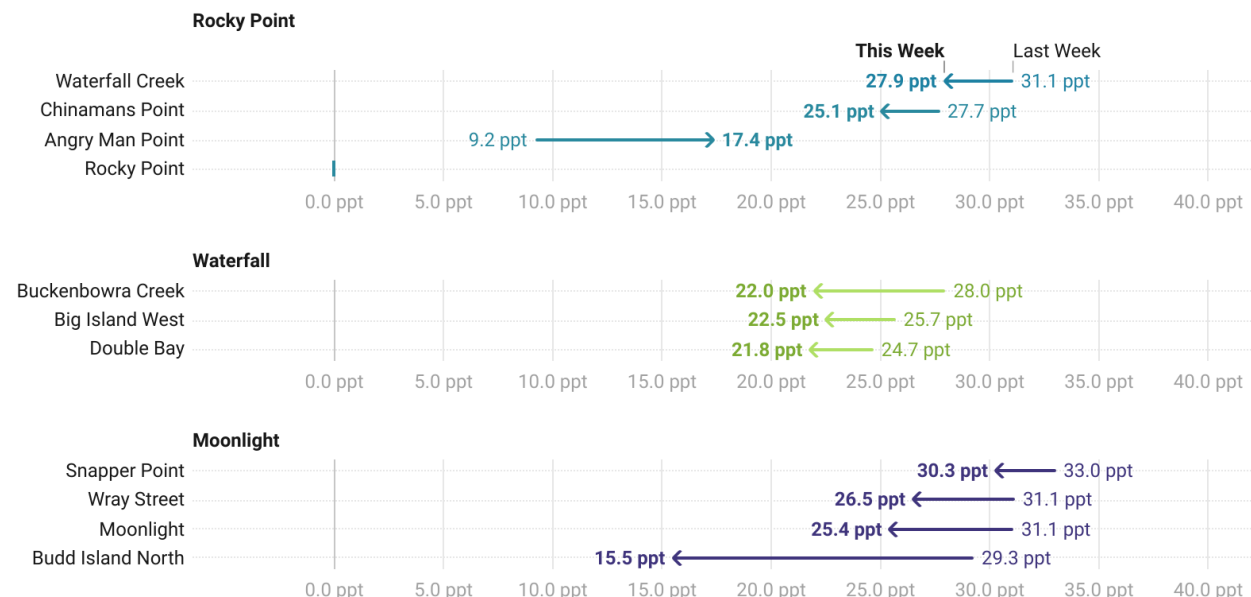 Rocky Point
This Week Last Week
Waterfall Creek 27.9 ppt 31.1 ppt
Chinamans Point 25.1 ppt 27.7 ppt
Angry Man Point 9.2 ppt 17.4 ppt
Rocky Point
0.0 ppt 5.0 ppt 10.0 ppt 15.0 ppt 20.0 ppt 25.0 ppt 30.0 ppt 35.0 ppt 40.0 ppt
Waterfall
Buckenbowra Creek 22.0 ppt 28.0 ppt
Big Island West 22.5 ppt 25.7 ppt
Double Bay 21.8 ppt 24.7 ppt
0.0 ppt 5.0 ppt 10.0 ppt 15.0 ppt 20.0 ppt 25.0 ppt 30.0 ppt 35.0 ppt 40.0 ppt
Moonlight
Snapper Point 30.3 ppt 33.0 ppt
Wray Street 26.5 ppt 31.1 ppt
Moonlight 25.4 ppt 31.1 ppt
Budd Island North 15.5 ppt 29.3 ppt
0.0 ppt 5.0 ppt 10.0 ppt 15.0 ppt 20.0 ppt 25.0 ppt 30.0 ppt 35.0 ppt 40.0 ppt